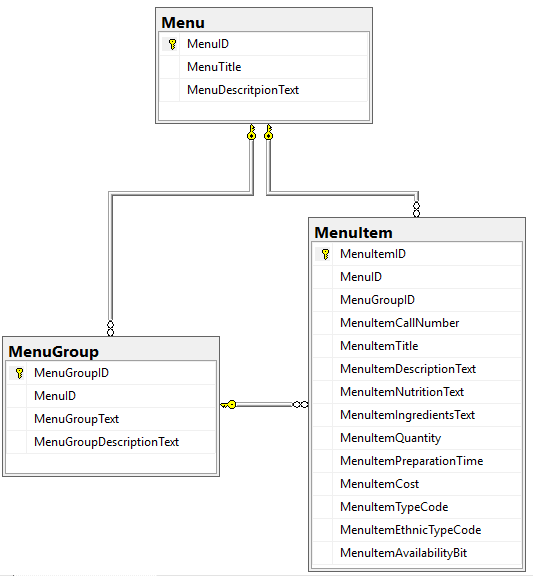 Menu
MenuID
MenuTitle
MenuDescritpionText
MenuItem
MenuItemID
MenuID
MenuGroupID
MenuItemCallNumber
MenuItemTitle
MenuItemDescriptionText
MenuItemNutritionText
MenuItemIngredientsText
MenuItemQuantity
MenuItemPreparationTime
MenuItemCost
MenuItemTypeCode
MenuItemEthnicTypeCode
MenuItemAvailabilityBit
MenuGroup
MenuGroupID
MenuID
MenuGroupText
MenuGroupDescriptionText